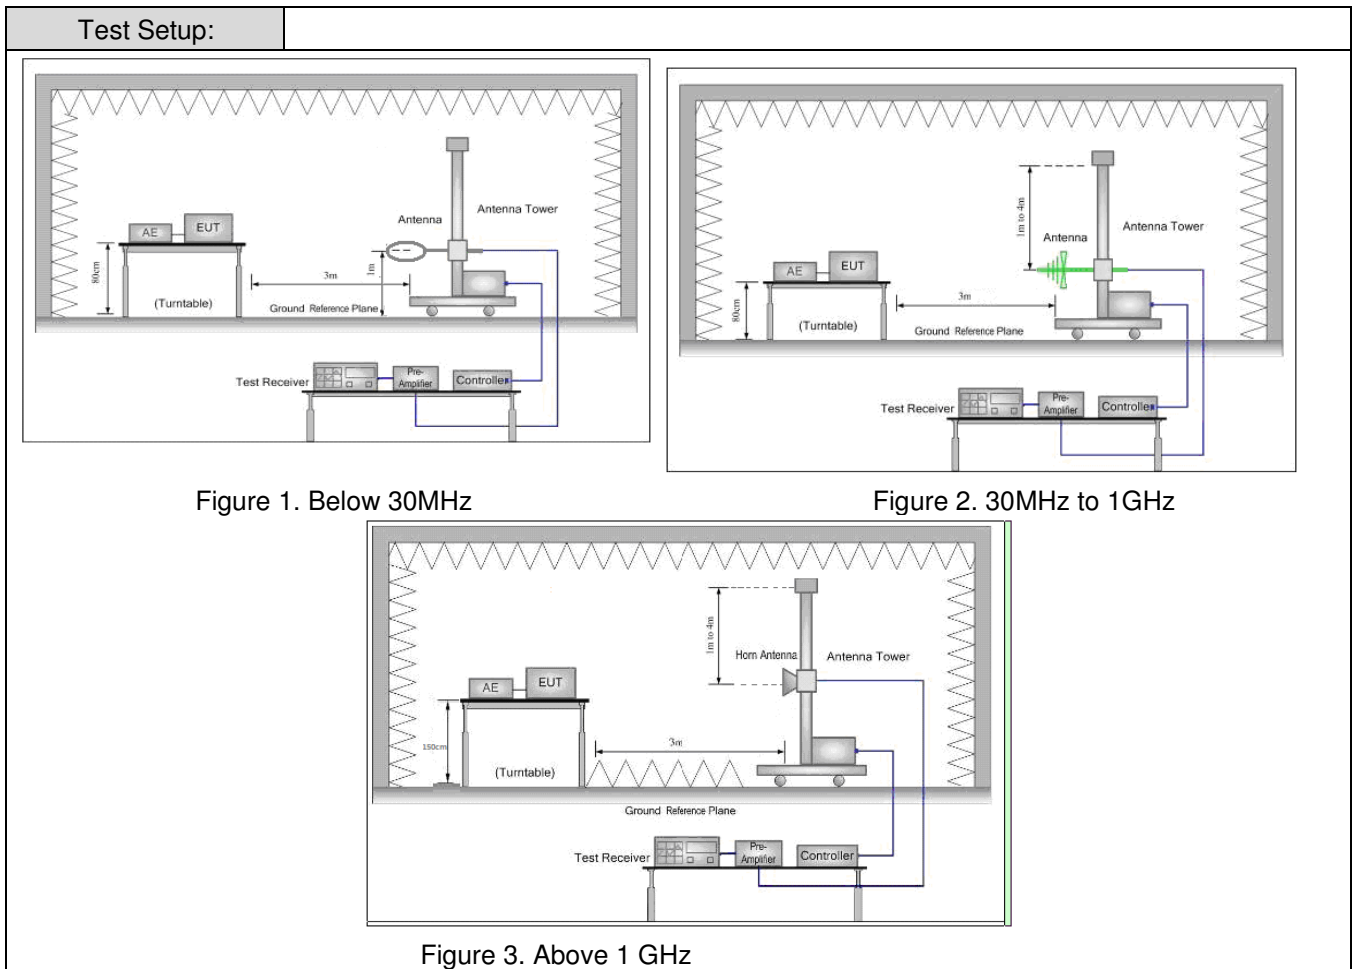 Test Setup:
Antenna
Antenna Tower
AE
EUT
80cm
(Turntable)
3m
1m
Ground Reference Plane
Test Receiver
Pre-
Amplifier
Controller
Figure 1. Below 30MHz
1m to 4m
Antenna
Antenna Tower
AE
EUT
80cm
(Turntable)
3m
Ground Reference Plane
Test Receiver
Pre-
Amplifier
Controller
Figure 2. 30MHz to 1GHz
1m to 4m
Horn Antenna
Antenna Tower
AE
EUT
150cm
(Turntable)
3m
Ground Reference Plane
Test Receiver
Pre-
Amplifier
Controller
Figure 3. Above 1 GHz